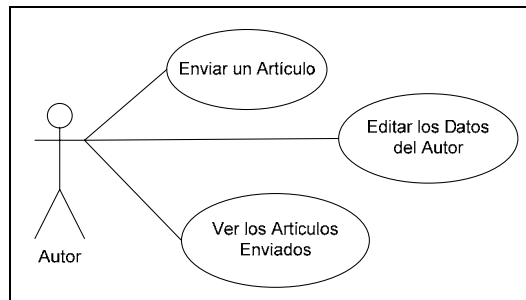 Enviar un Artículo
Editar los Datos
del Autor
Ver los Artículos
Enviados
Autor